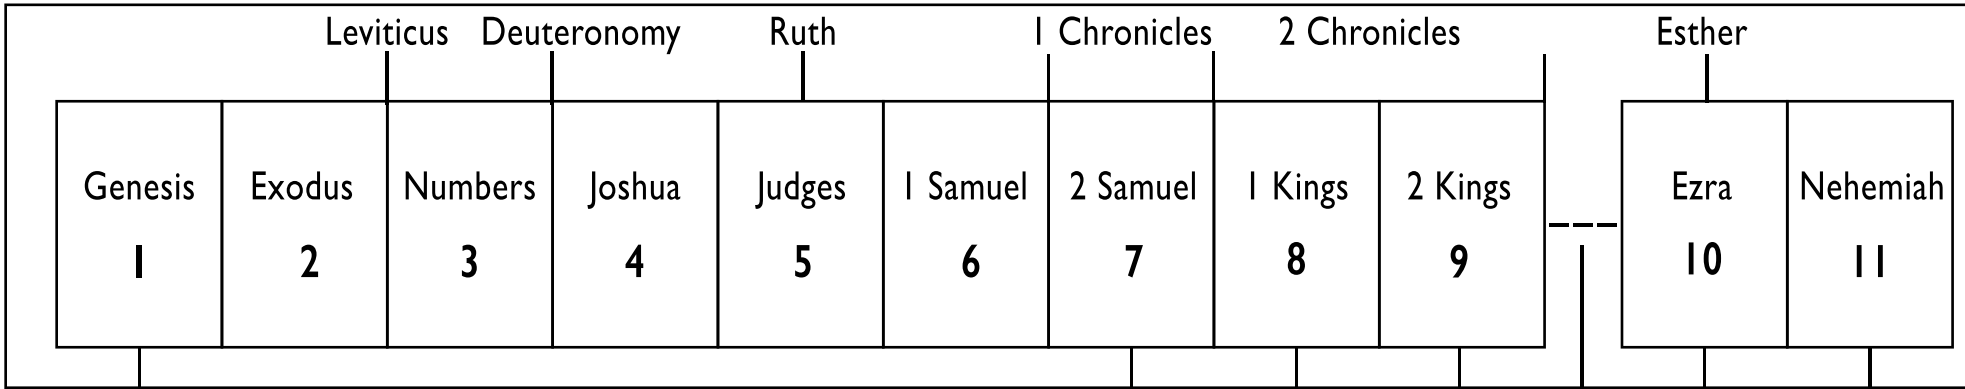 Leviticus Deuteronomy Ruth 1 Chronicles 2 Chronicles Esther
Genesis Exodus Numbers Joshua Judges 1 Samuel 2 Samuel 1 Kings 2 Kings Ezra Nehemiah
1 2 3 4 5 6 7 8 9 10 11